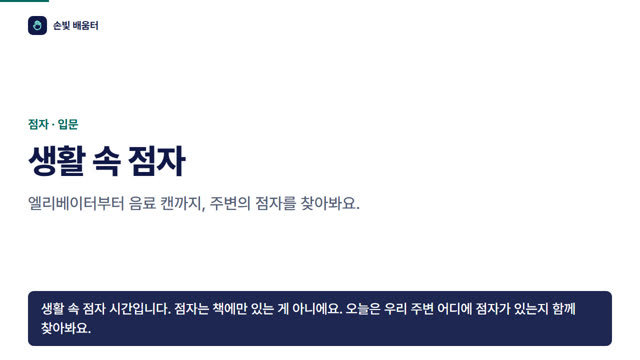 손빛 배움터
점자 · 입문
생활 속 점자
엘리베이터부터 음료 캔까지, 주변의 점자를 찾아봐요.
생활 속 점자 시간입니다. 점자는 책에만 있는 게 아니에요. 오늘은 우리 주변 어디에 점자가 있는지 함께
찾아봐요.